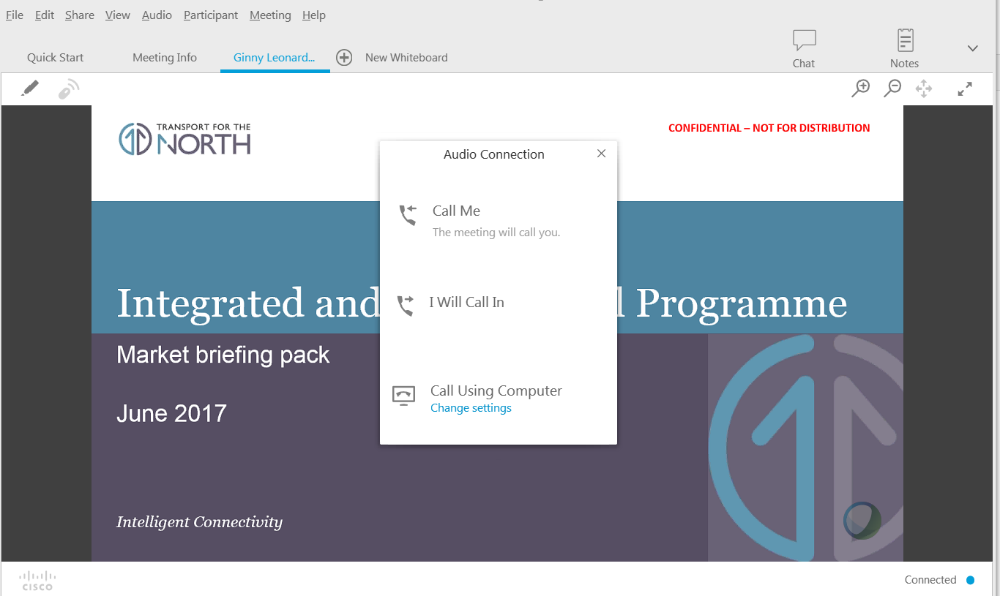 File Edit Share View Audio Participant Meeting Help
Quick Start Meeting Info Ginny Leonard... New Whiteboard Chat Notes
TRANSPORT FOR THE
NORTH
CONFIDENTIAL – NOT FOR DISTRIBUTION
Audio Connection
Call Me
The meeting will call you.
I Will Call In
Call Using Computer
Change settings
Integrated and Programme
Market briefing pack
June 2017
Intelligent Connectivity
CISCO
Connected